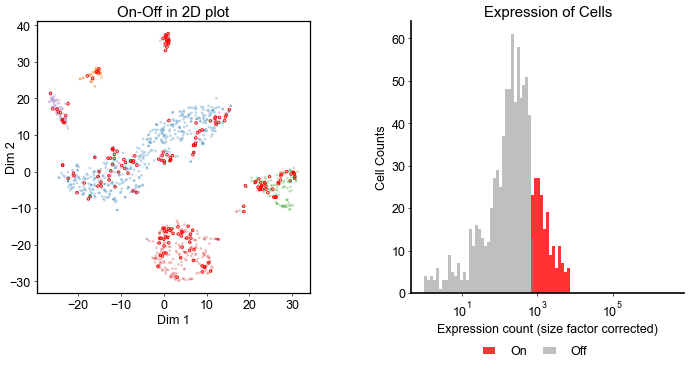 On-Off in 2D plot
40
30
20
10
0
−10
−20
−30
Dim 2
−20 −10 0 10 20 30
Dim 1
Expression of Cells
60
50
40
30
20
10
0
Cell Counts
10^1 10^3 10^5
Expression count (size factor corrected)
On Off